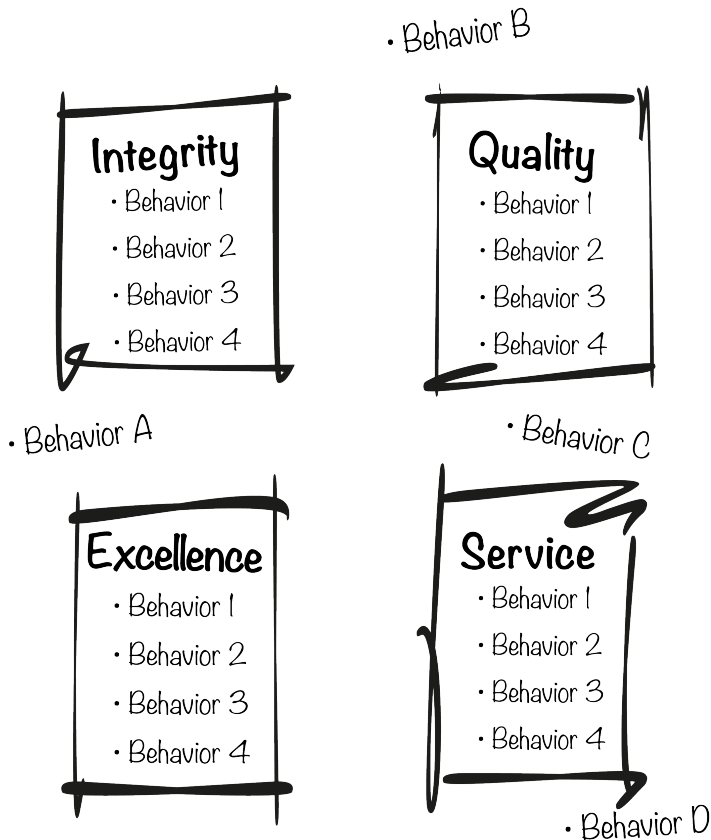 • Behavior B
Integrity
• Behavior 1
• Behavior 2
• Behavior 3
• Behavior 4
Quality
• Behavior 1
• Behavior 2
• Behavior 3
• Behavior 4
• Behavior A
• Behavior C
Excellence
• Behavior 1
• Behavior 2
• Behavior 3
• Behavior 4
Service
• Behavior 1
• Behavior 2
• Behavior 3
• Behavior 4
• Behavior D